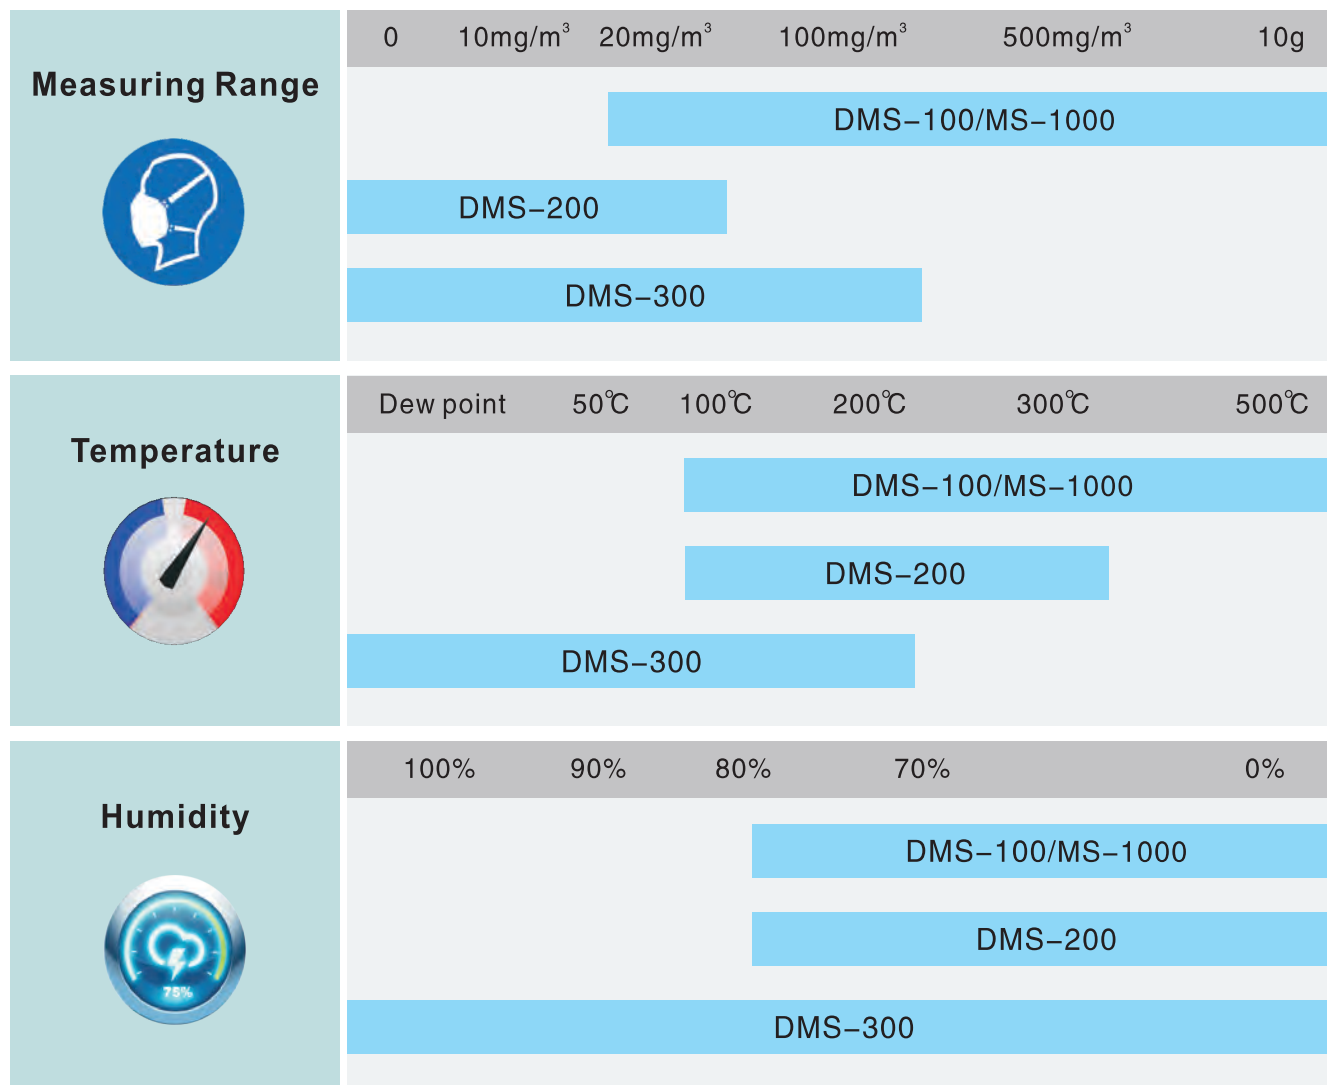 Measuring Range
0 10mg/m³ 20mg/m³ 100mg/m³ 500mg/m³ 10g
DMS-100/MS-1000
DMS-200
DMS-300
Temperature
Dew point 50℃ 100℃ 200℃ 300℃ 500℃
DMS-100/MS-1000
DMS-200
DMS-300
Humidity
75%
100% 90% 80% 70% 0%
DMS-100/MS-1000
DMS-200
DMS-300